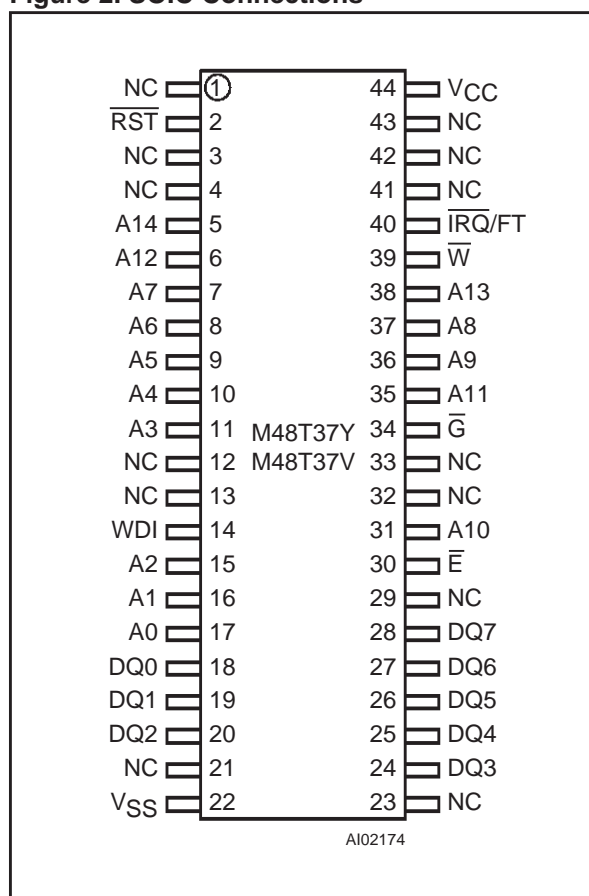 Figure 2. SOIC Connections
NC 1 44 VCC
R̅S̅T̅ 2 43 NC
NC 3 42 NC
NC 4 41 NC
A14 5 40 I̅R̅Q̅/FT
A12 6 39 W̅
A7 7 38 A13
A6 8 37 A8
A5 9 36 A9
A4 10 35 A11
A3 11 M48T37Y 34 G̅
NC 12 M48T37V 33 NC
NC 13 32 NC
WDI 14 31 A10
A2 15 30 E̅
A1 16 29 NC
A0 17 28 DQ7
DQ0 18 27 DQ6
DQ1 19 26 DQ5
DQ2 20 25 DQ4
NC 21 24 DQ3
VSS 22 23 NC
AI02174